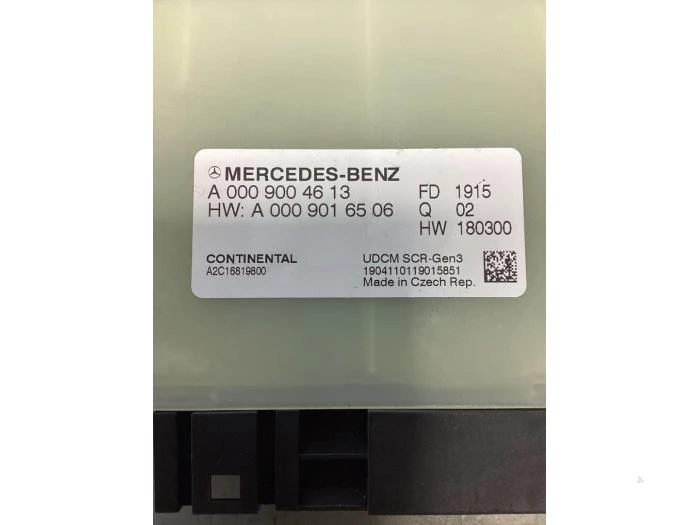 MERCEDES-BENZ
A 000 900 46 13 FD 1915
HW: A 000 901 65 06 Q 02
HW 180300
CONTINENTAL UDCM SCR-Gen3
A2C16819800 1904110119015851
Made in Czech Rep.